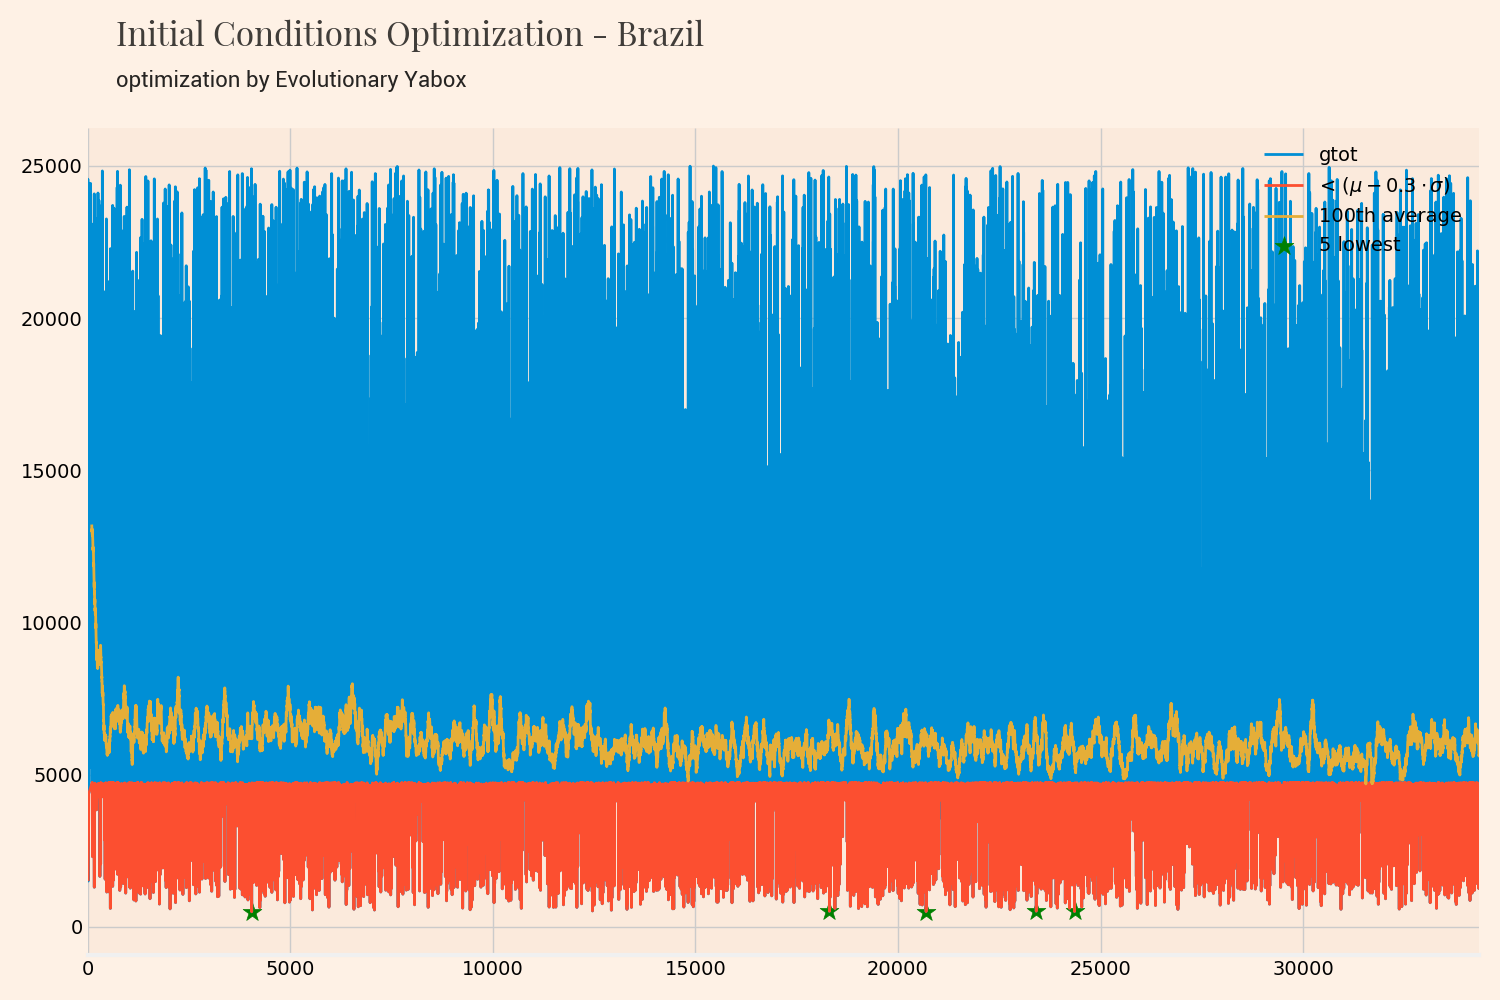 Initial Conditions Optimization - Brazil
optimization by Evolutionary Yabox
gtot
< (μ − 0.3 · σ)
100th average
5 lowest
25000
20000
15000
10000
5000
0
0 5000 10000 15000 20000 25000 30000